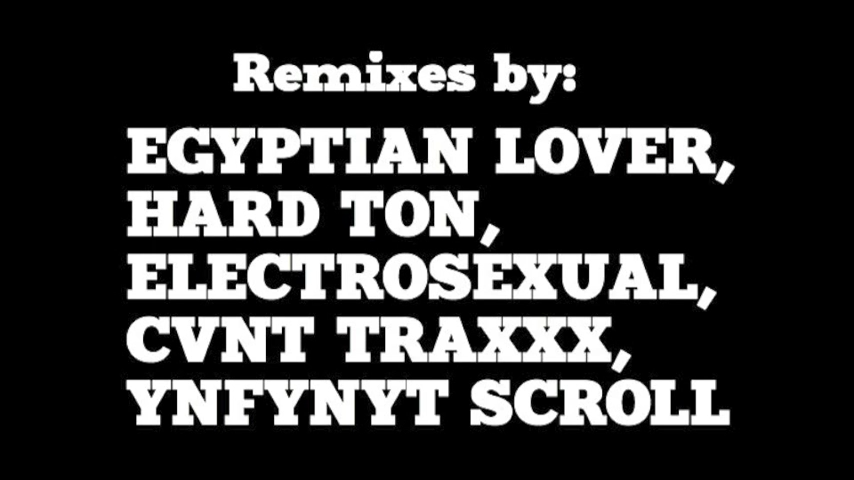 Remixes by:
EGYPTIAN LOVER,
HARD TON,
ELECTROSEXUAL,
CVNT TRAXXX,
YNFYNYT SCROLL